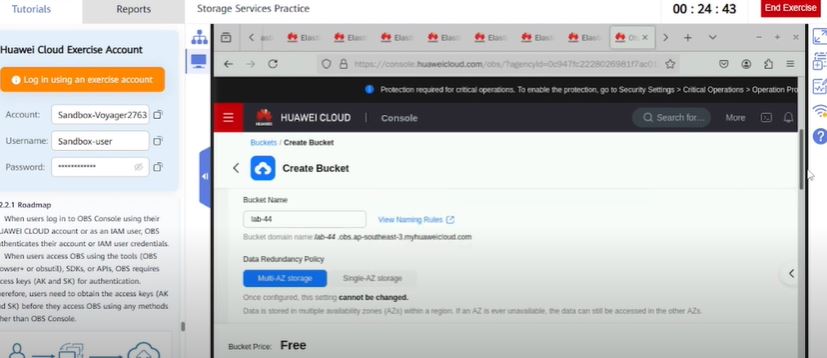 Tutorials
Reports
Storage Services Practice
00 : 24 : 43
End Exercise
Huawei Cloud Exercise Account
Log in using an exercise account
Account: Sandbox-Voyager2763
Username: Sandbox-user
Password:
2.2.1 Roadmap
When users log in to OBS Console using their
UAWEI CLOUD account or as an IAM user, OBS
thenticates their account or IAM user credentials.
When users access OBS using the tools (OBS
owser+ or obsutil), SDKs, or APIs, OBS requires
cess keys (AK and SK) for authentication.
erefore, users need to obtain the access keys (AK
d SK) before they access OBS using any methods
her than OBS Console.
Elast
Elast
Elast
Elast
Elast
Elast
https://console.huaweicloud.com/obs/?agencyId=
Protection required for critical operations. To enable the protection, go to Security Settings > Critical Operations > Operation Pro
HUAWEI
HUAWEI CLOUD | Console
Search for...
More
Buckets / Create Bucket
Create Bucket
Bucket Name
lab-44
View Naming Rules
Bucket domain name:lab-44 .obs.ap-southeast-3.myhuaweicloud.com
Data Redundancy Policy
Multi-AZ storage
Single-AZ storage
Once configured, this setting cannot be changed.
Data is stored in multiple availability zones (AZs) within a region. If an AZ is ever unavailable, the data can still be accessed in the other AZs.
Bucket Price: Free